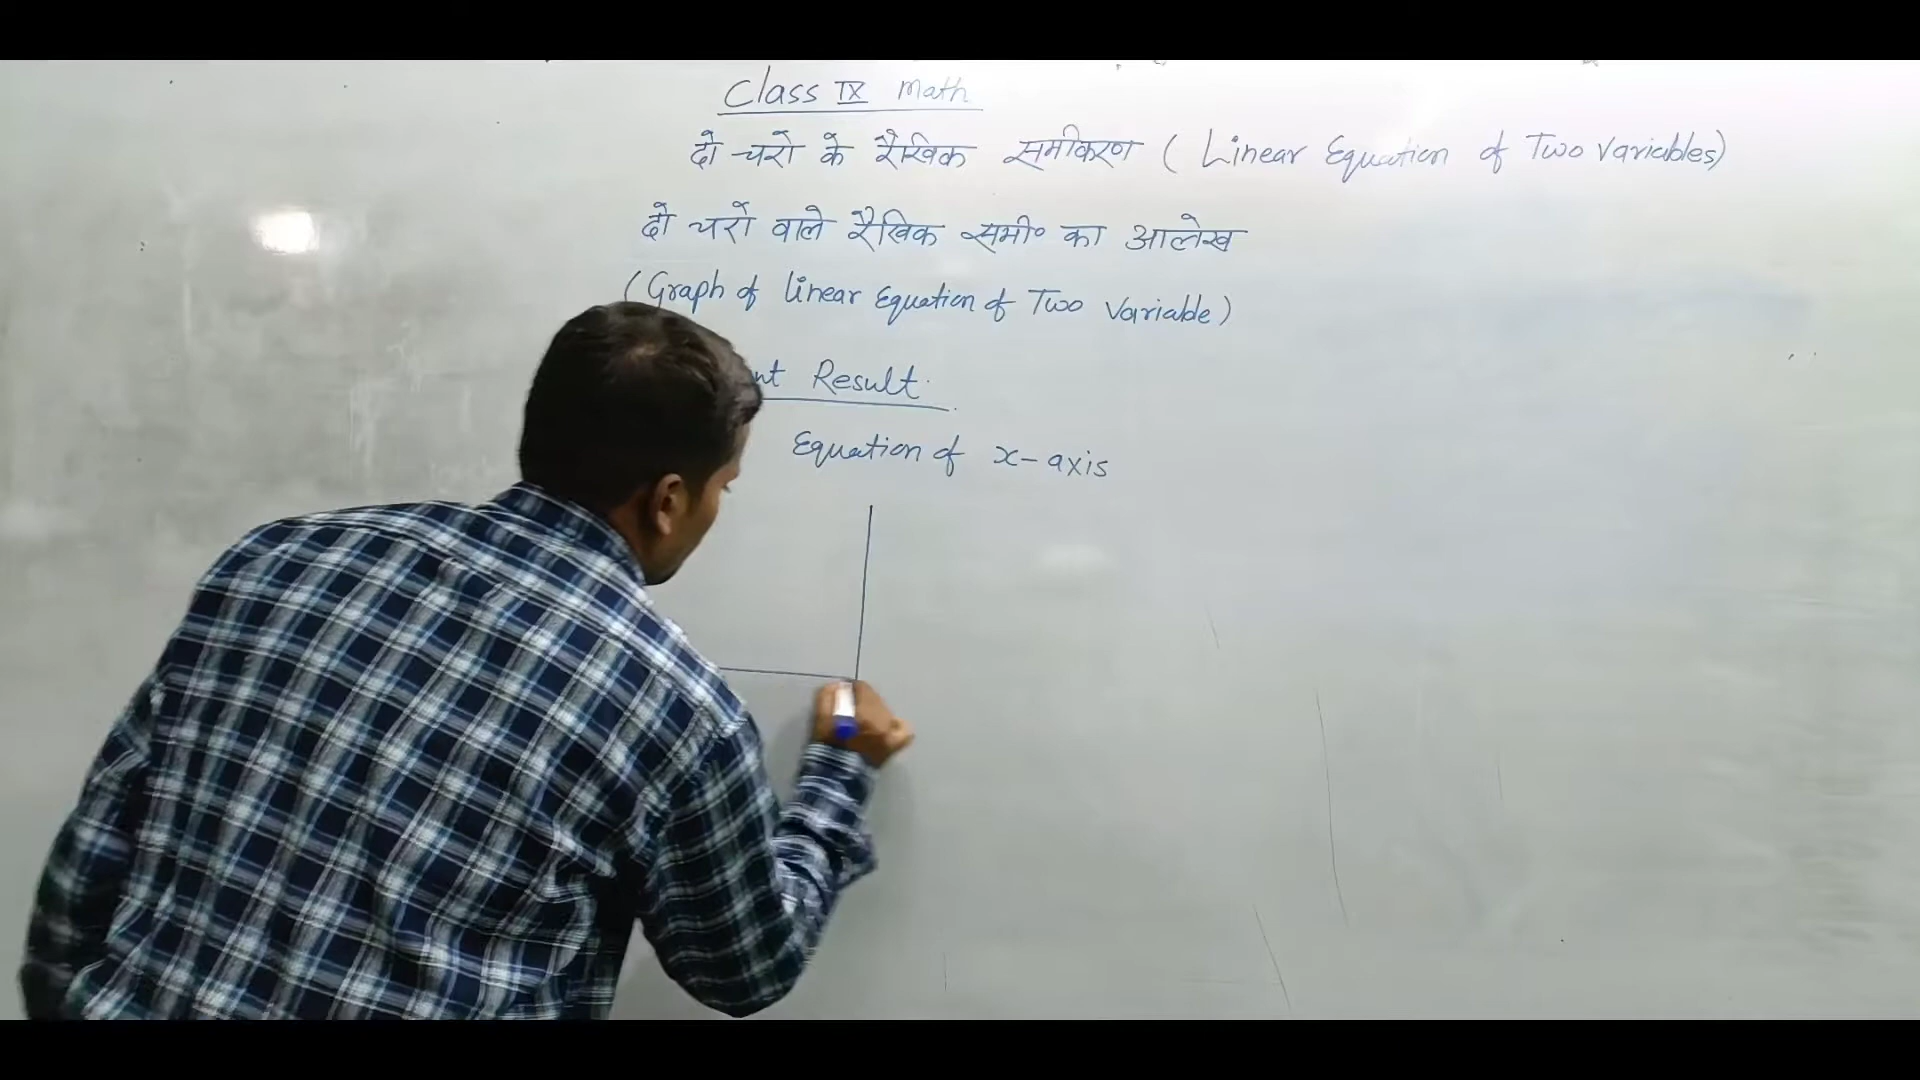 Class IX Math
दो चरो के रैखिक समीकरण ( Linear Equation of Two Variables)
दो चरो वाले रैखिक समी० का आलेख
(Graph of linear Equation of Two Variable)
Result.
Equation of x-axis